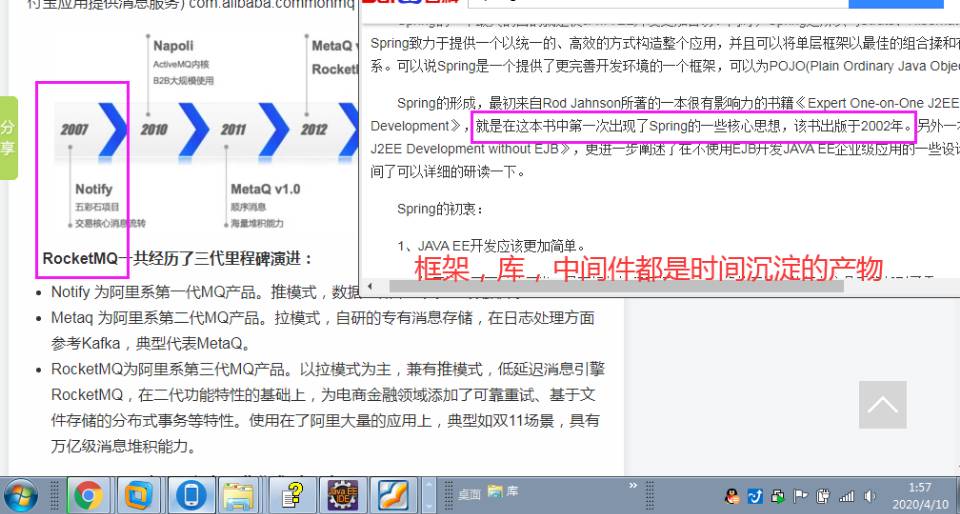 付宝应用提供消息服务) com.alibaba.commonmq
Napoli
ActiveMQ内核
B2B大规模使用
MetaQ
Rocket
2007
2010
2011
2012
Notify
五彩石项目
交易核心消息流转
MetaQ v1.0
顺序消息
海量堆积能力
RocketMQ一共经历了三代里程碑演进：
Notify 为阿里系第一代MQ产品。推模式，数据
Metaq 为阿里系第二代MQ产品。拉模式，自研的专有消息存储，在日志处理方面
参考Kafka，典型代表MetaQ。
RocketMQ为阿里系第三代MQ产品。以拉模式为主，兼有推模式，低延迟消息引擎
RocketMQ，在二代功能特性的基础上，为电商金融领域添加了可靠重试、基于文
件存储的分布式事务等特性。使用在了阿里大量的应用上，典型如双11场景，具有
万亿级消息堆积能力。
分
享
Spring致力于提供一个以统一的、高效的方式构造整个应用，并且可以将单层框架以最佳的组合揉和在
系。可以说Spring是一个提供了更完善开发环境的一个框架，可以为POJO(Plain Ordinary Java Objec
Spring的形成，最初来自Rod Jahnson所著的一本很有影响力的书籍《Expert One-on-One J2EE
Development》，就是在这本书中第一次出现了Spring的一些核心思想，该书出版于2002年。另外一本
J2EE Development without EJB》，更进一步阐述了在不使用EJB开发JAVA EE企业级应用的一些设计
间了可以详细的研读一下。
Spring的初衷：
1、JAVA EE开发应该更加简单。
框架，库，中间件都是时间沉淀的产物
Java EE
IDE
桌面
库
1:57
2020/4/10